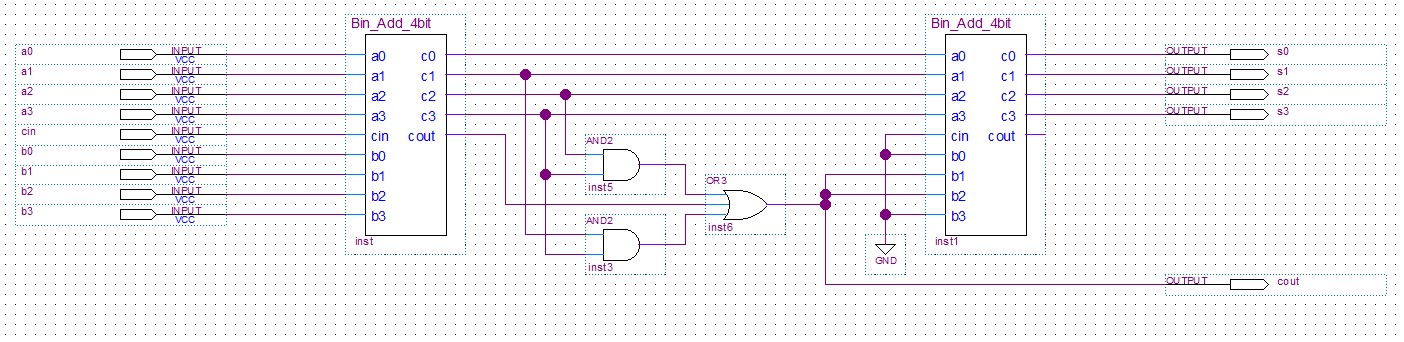 Bin_Add_4bit
Bin_Add_4bit
a0 INPUT VCC a0 c0 a0 c0 OUTPUT s0
a1 INPUT VCC a1 c1 a1 c1 OUTPUT s1
a2 INPUT VCC a2 c2 a2 c2 OUTPUT s2
a3 INPUT VCC a3 c3 a3 c3 OUTPUT s3
cin INPUT VCC cin cout cin cout
b0 INPUT VCC b0 AND2 b0
b1 INPUT VCC b1 inst5 OR3 b1
b2 INPUT VCC b2 b2
b3 INPUT VCC b3 AND2 inst6 b3
inst inst3 inst1
GND
OUTPUT cout